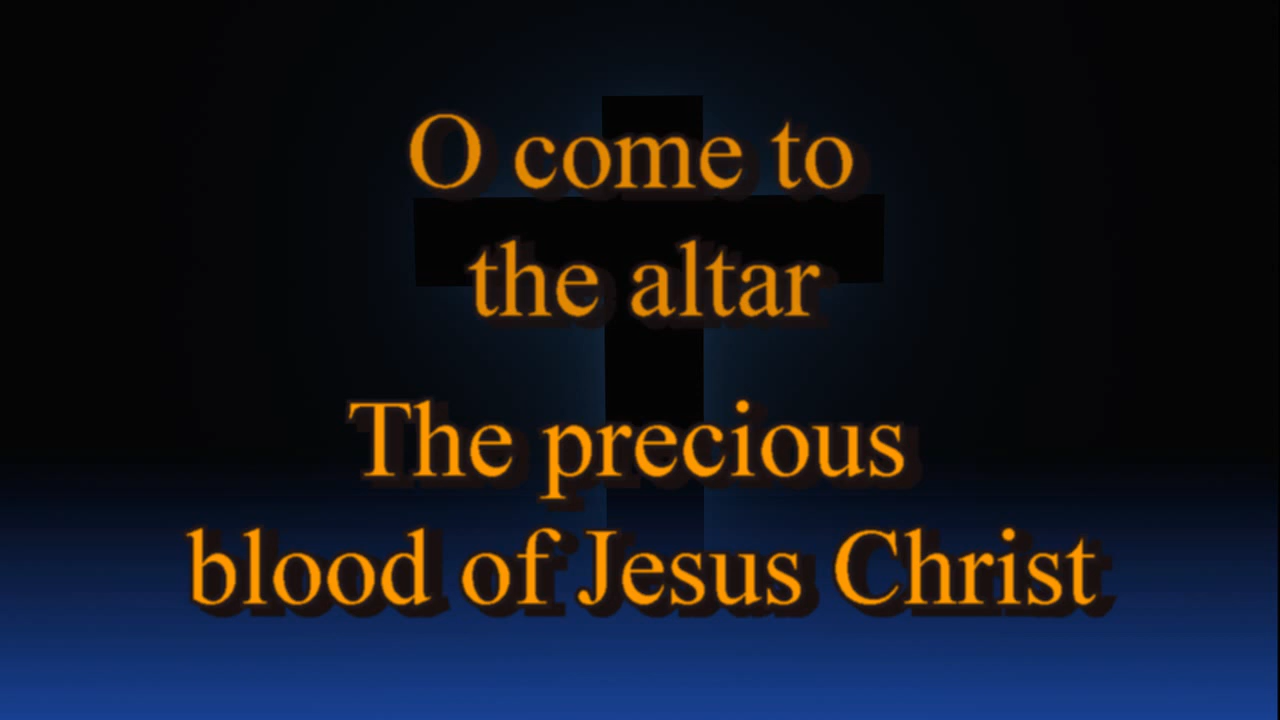 O come to
the altar
The precious
blood of Jesus Christ